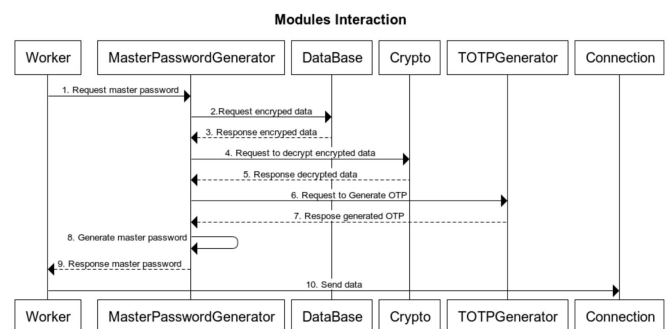 Modules Interaction
Worker
MasterPasswordGenerator
DataBase
Crypto
TOTPGenerator
Connection
1. Request master password
2.Request encryped data
3. Response encryped data
4. Request to decrypt encrypted data
5. Response decrypted data
6. Request to Generate OTP
7. Respose generated OTP
8. Generate master password
9. Response master password
10. Send data
Worker
MasterPasswordGenerator
DataBase
Crypto
TOTPGenerator
Connection